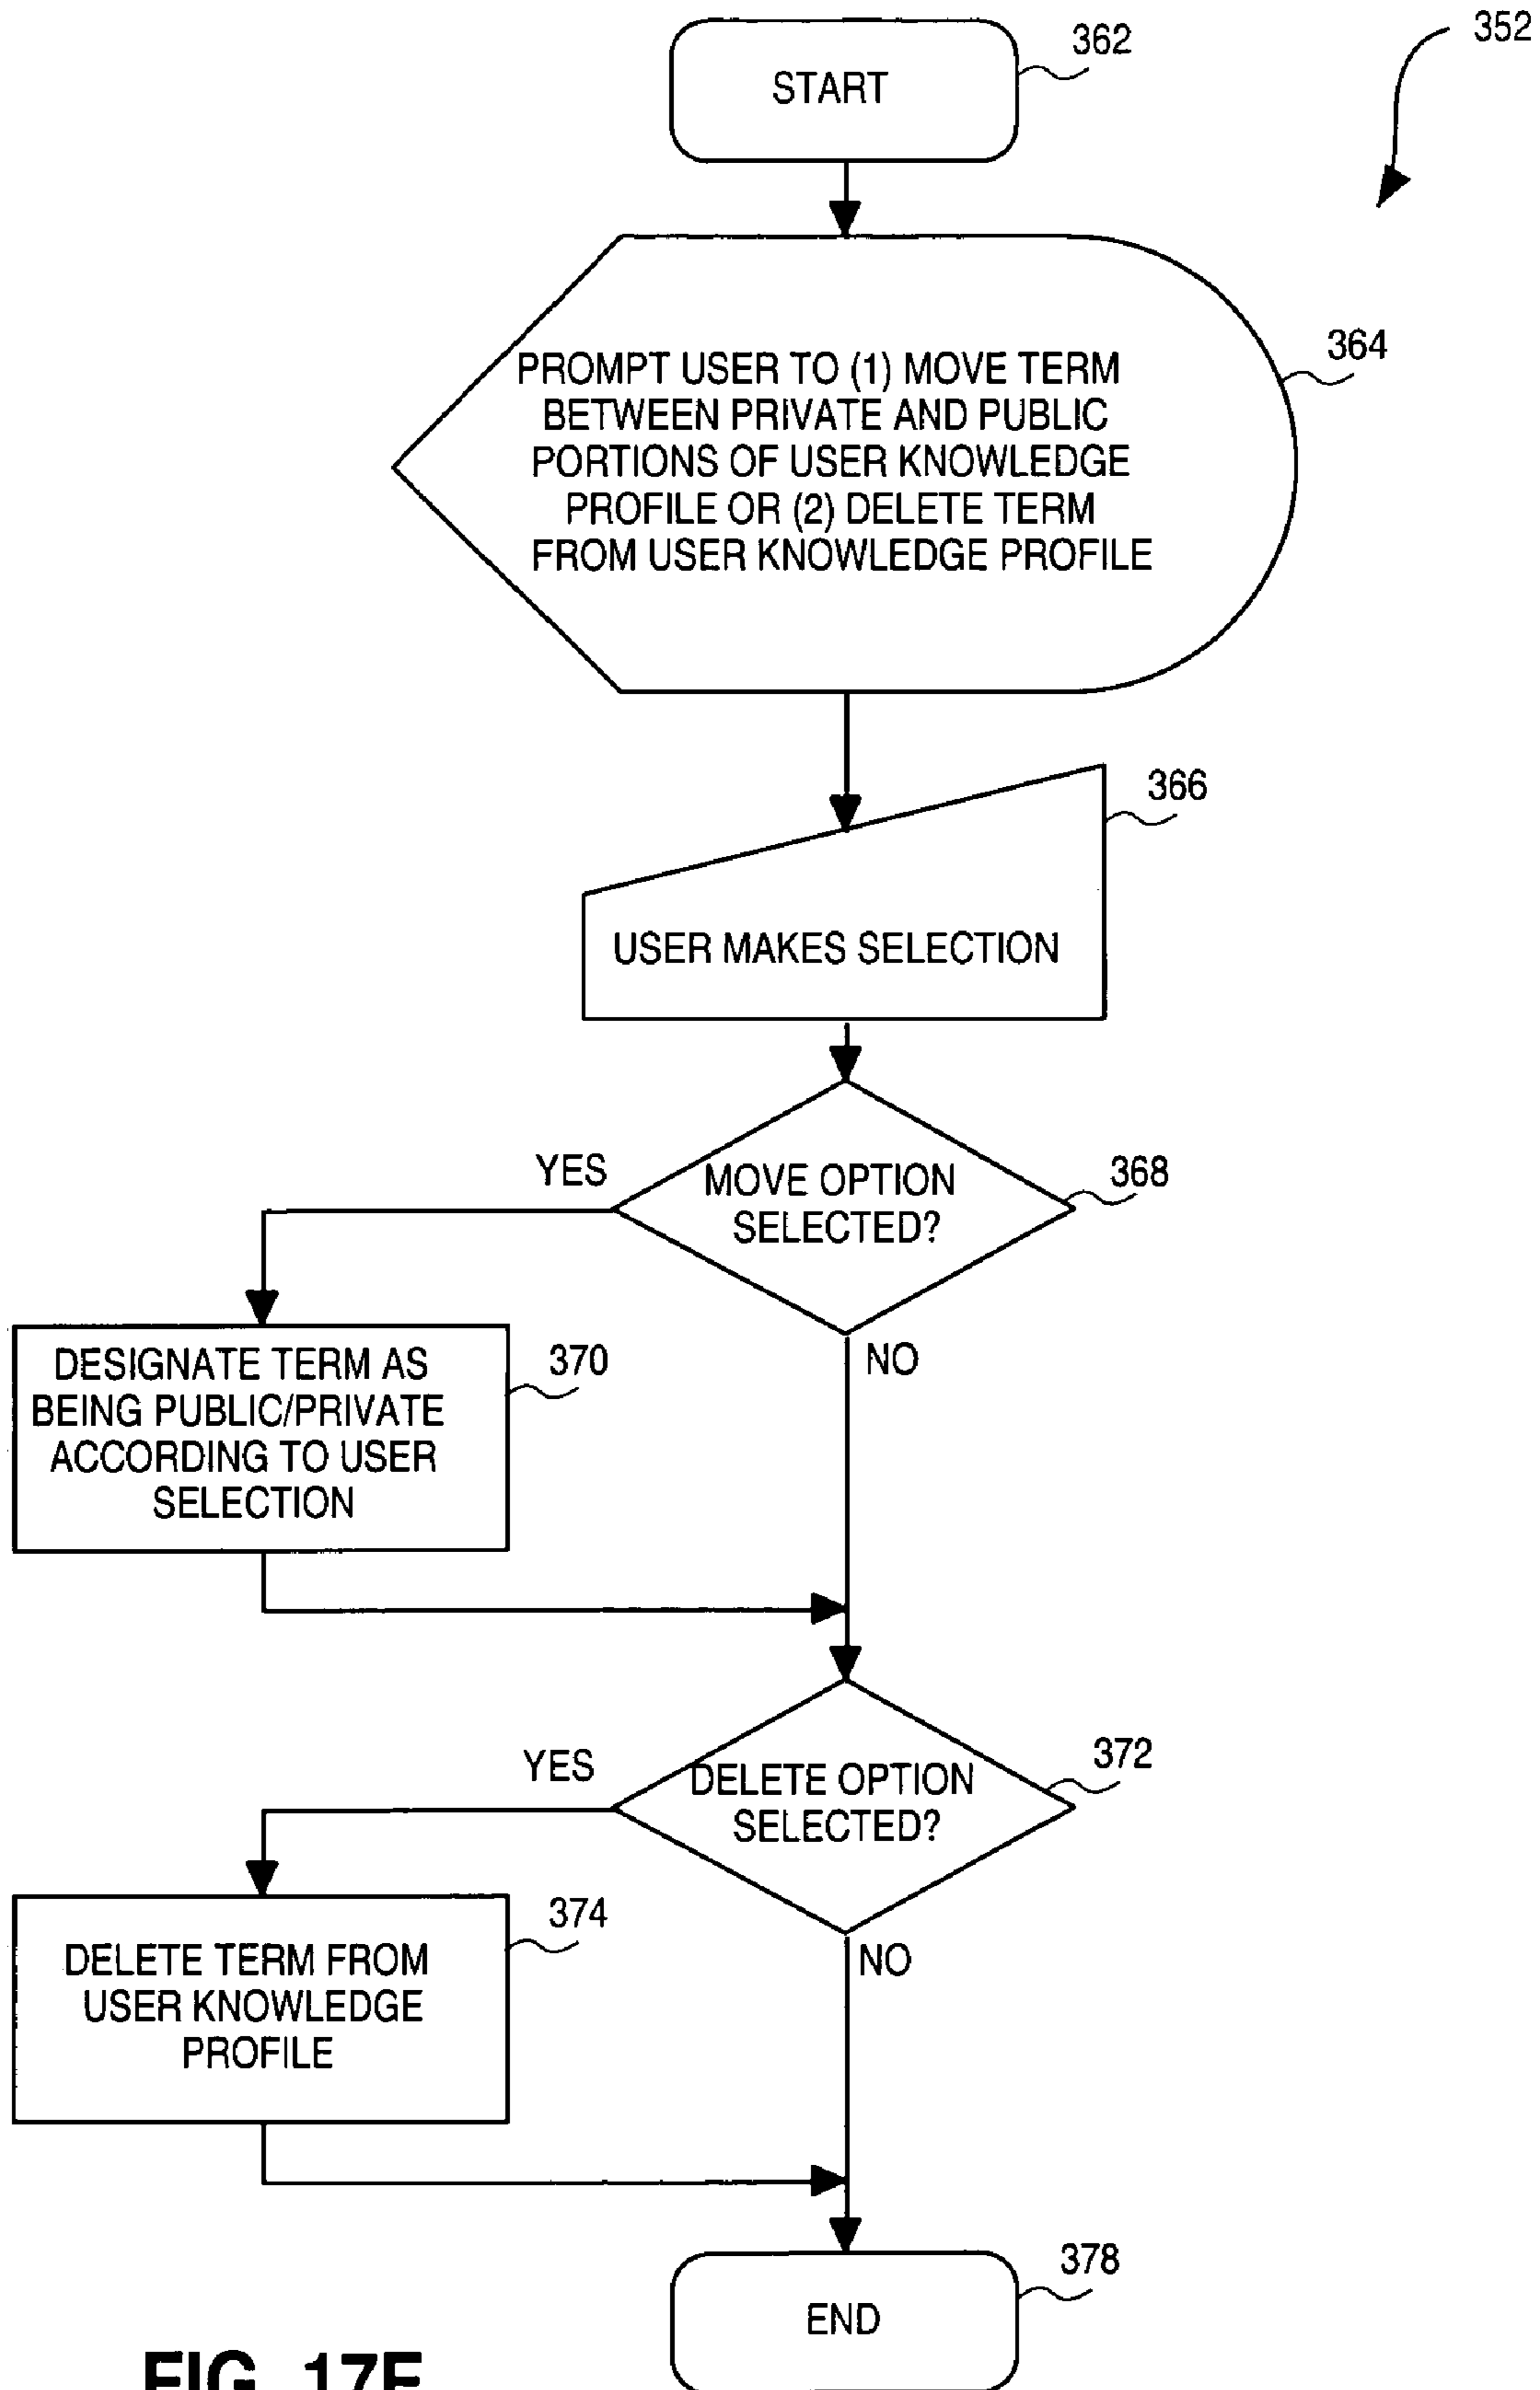 352
START
362
PROMPT USER TO (1) MOVE TERM
BETWEEN PRIVATE AND PUBLIC
PORTIONS OF USER KNOWLEDGE
PROFILE OR (2) DELETE TERM
FROM USER KNOWLEDGE PROFILE
364
366
USER MAKES SELECTION
YES
MOVE OPTION
SELECTED?
368
NO
DESIGNATE TERM AS
BEING PUBLIC/PRIVATE
ACCORDING TO USER
SELECTION
370
YES
DELETE OPTION
SELECTED?
372
NO
DELETE TERM FROM
USER KNOWLEDGE
PROFILE
374
378
END